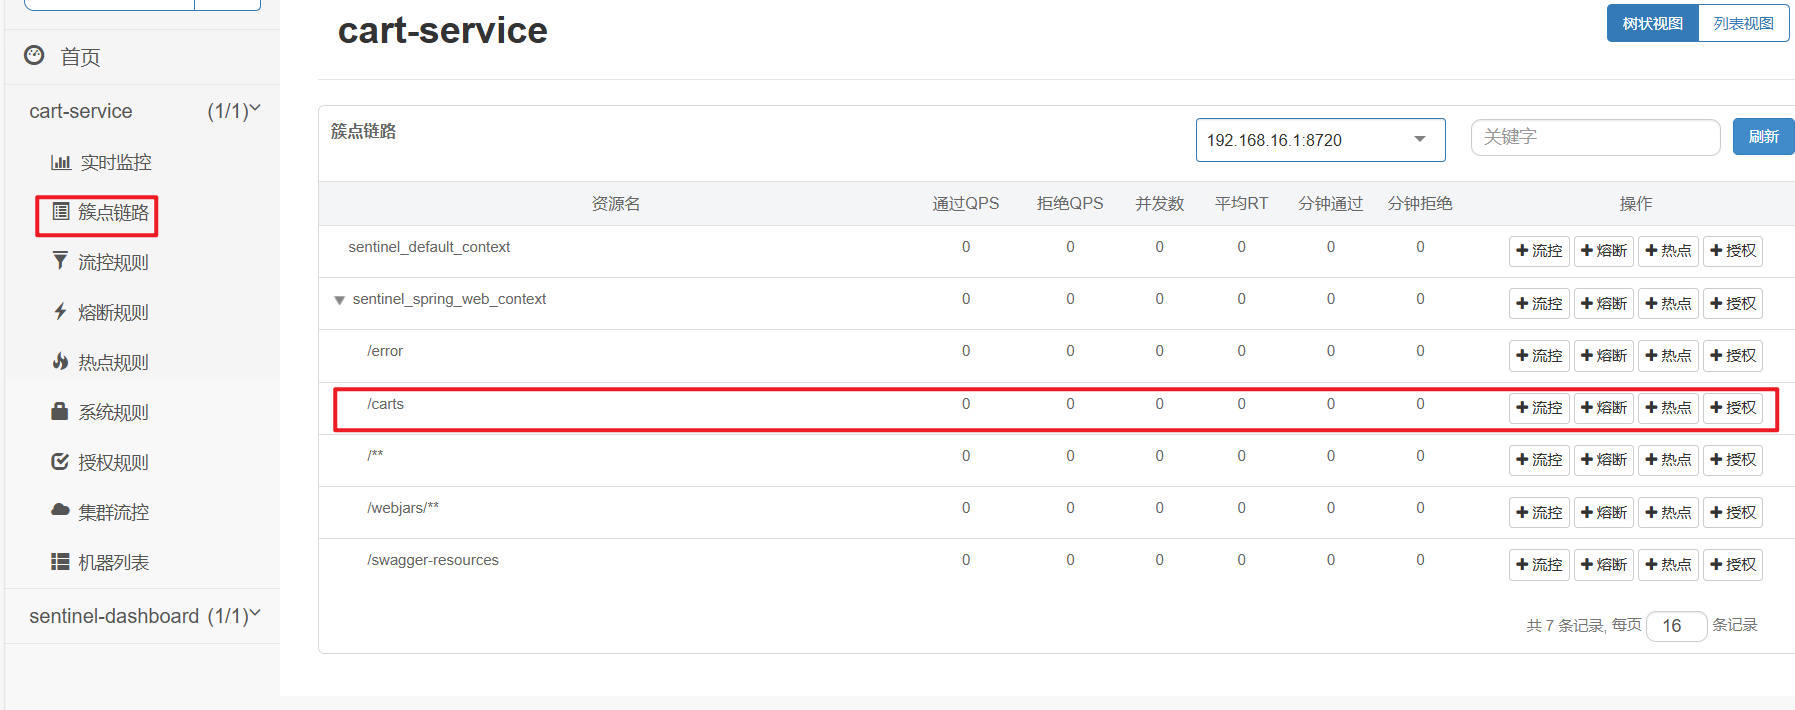 cart-service
树状视图 列表视图
首页
cart-service (1/1)
实时监控
簇点链路
流控规则
熔断规则
热点规则
系统规则
授权规则
集群流控
机器列表
sentinel-dashboard (1/1)
簇点链路 192.168.16.1:8720 关键字 刷新
资源名 通过QPS 拒绝QPS 并发数 平均RT 分钟通过 分钟拒绝 操作
sentinel_default_context 0 0 0 0 0 0 +流控 +熔断 +热点 +授权
sentinel_spring_web_context 0 0 0 0 0 0 +流控 +熔断 +热点 +授权
/error 0 0 0 0 0 0 +流控 +熔断 +热点 +授权
/carts 0 0 0 0 0 0 +流控 +熔断 +热点 +授权
/** 0 0 0 0 0 0 +流控 +熔断 +热点 +授权
/webjars/** 0 0 0 0 0 0 +流控 +熔断 +热点 +授权
/swagger-resources 0 0 0 0 0 0 +流控 +熔断 +热点 +授权
共 7 条记录, 每页 16 条记录